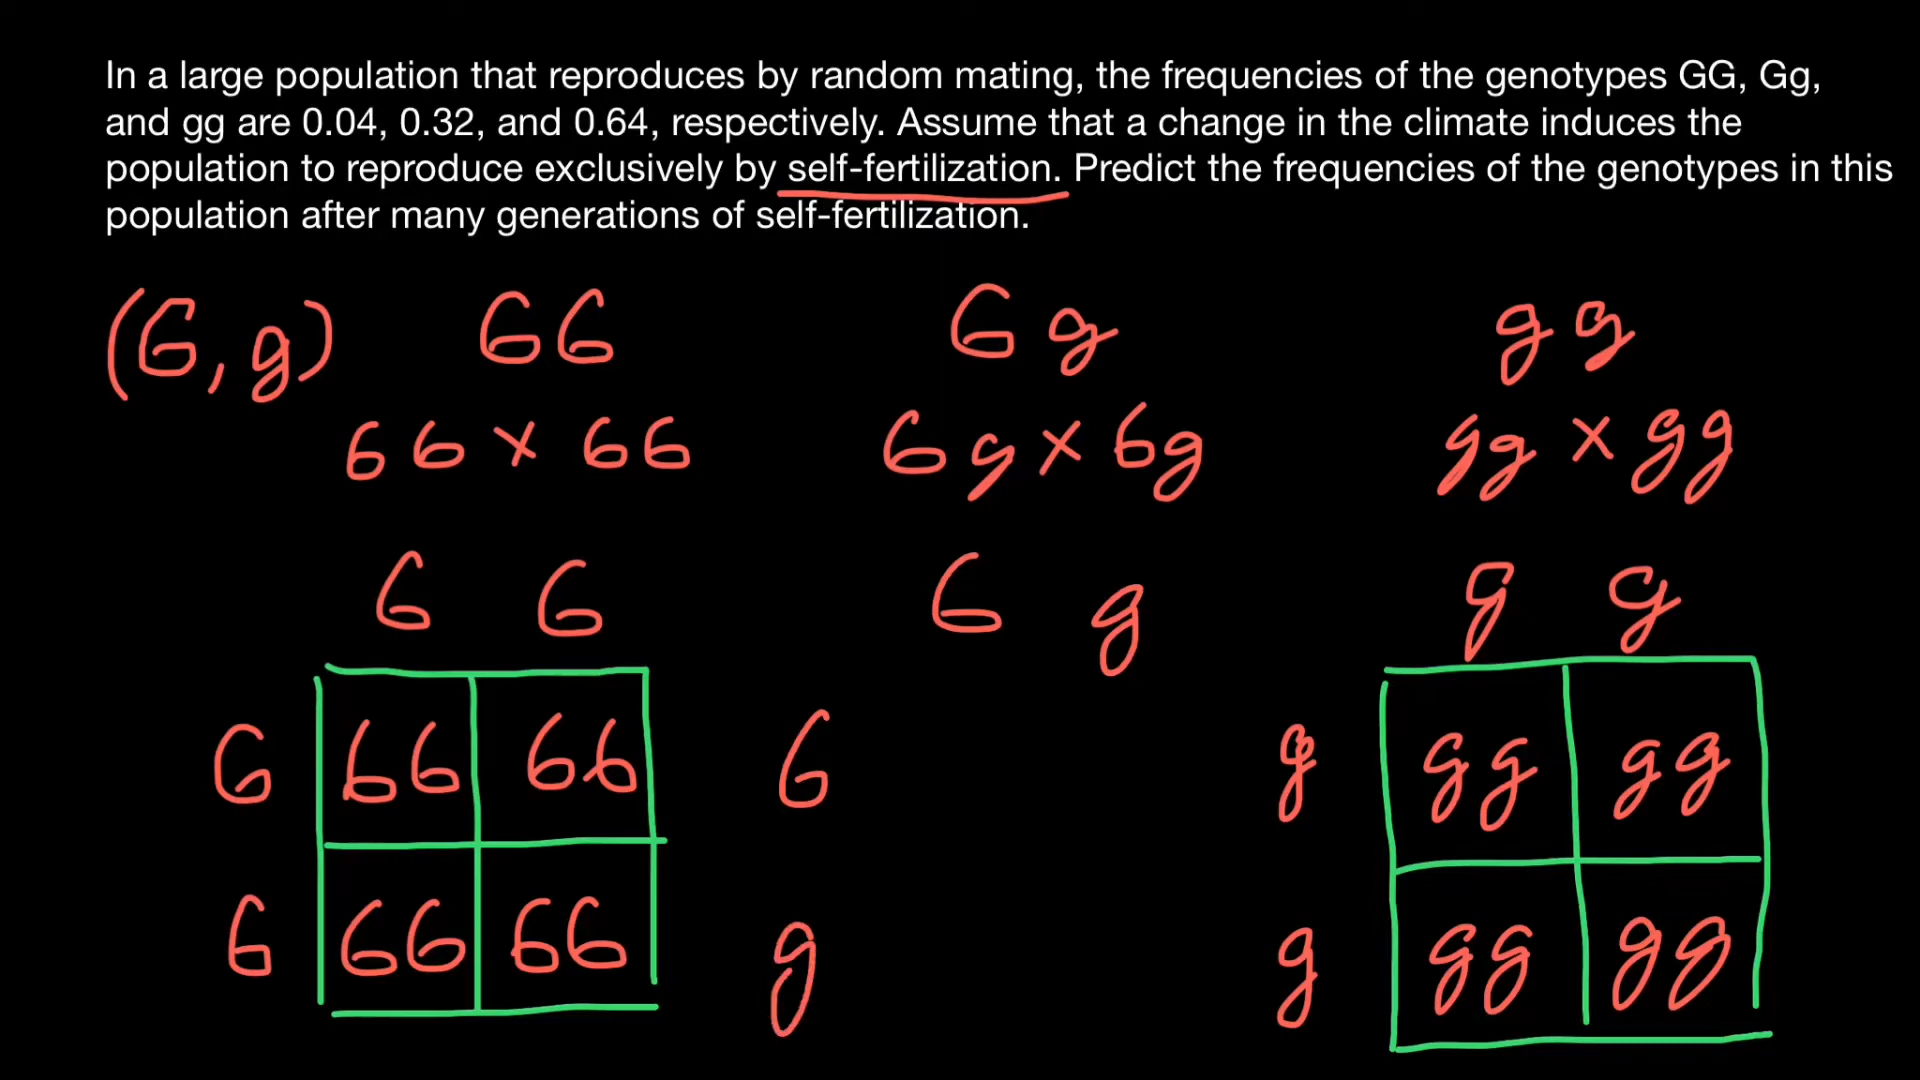 In a large population that reproduces by random mating, the frequencies of the genotypes GG, Gg,
and gg are 0.04, 0.32, and 0.64, respectively. Assume that a change in the climate induces the
population to reproduce exclusively by self-fertilization. Predict the frequencies of the genotypes in this
population after many generations of self-fertilization.
(G, g) GG Gg gg
GG × GG Gg × Gg gg × gg
G G G g g g
G GG GG G g gg gg
G GG GG g g gg gg